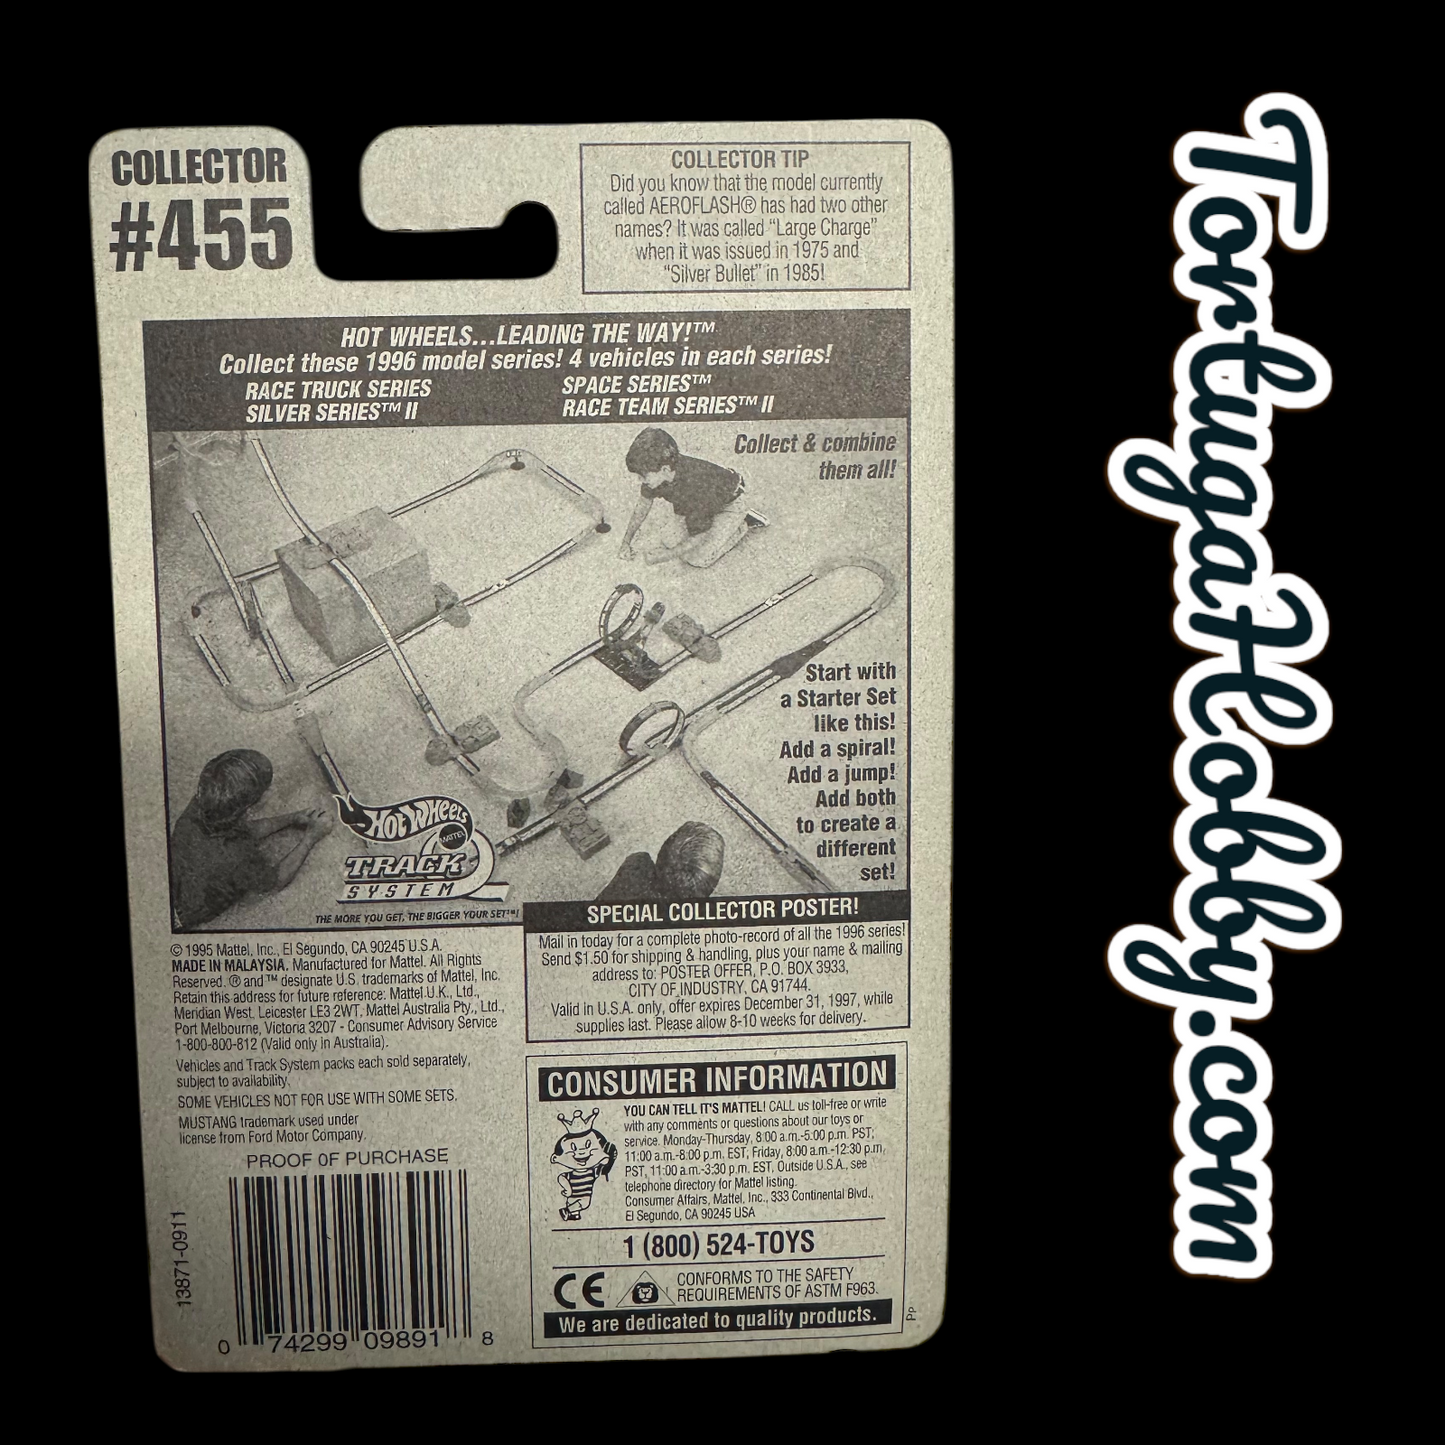 COLLECTOR
#455
COLLECTOR TIP
Did you know that the model currently
called AEROFLASH® has had two other
names? It was called "Large Charge"
when it was issued in 1975 and
"Silver Bullet" in 1985!
HOT WHEELS...LEADING THE WAY!™
Collect these 1996 model series! 4 vehicles in each series!
RACE TRUCK SERIES
SILVER SERIES™ II
SPACE SERIES™
RACE TEAM SERIES™ II
Collect & combine
them all!
Start with
a Starter Set
like this!
Add a spiral!
Add a jump!
Add both
to create a
different
set!
HOT WHEELS
MATTEL
TRACK
SYSTEM
THE MORE YOU GET, THE BIGGER YOUR SET™!
SPECIAL COLLECTOR POSTER!
Mail in today for a complete photo-record of all the 1996 series!
Send $1.50 for shipping & handling, plus your name & mailing
address to: POSTER OFFER, P.O. BOX 3933,
CITY OF INDUSTRY, CA 91744.
Valid in U.S.A. only, offer expires December 31, 1997, while
supplies last. Please allow 8-10 weeks for delivery.
© 1995 Mattel, Inc., El Segundo, CA 90245 U.S.A.
MADE IN MALAYSIA. Manufactured for Mattel. All Rights
Reserved. ® and ™ designate U.S. trademarks of Mattel, Inc.
Retain this address for future reference: Mattel U.K., Ltd.,
Meridian West, Leicester LE3 2WT, Mattel Australia Pty., Ltd.,
Port Melbourne, Victoria 3207 - Consumer Advisory Service
1-800-800-812 (Valid only in Australia).
Vehicles and Track System packs each sold separately,
subject to availability.
SOME VEHICLES NOT FOR USE WITH SOME SETS.
MUSTANG trademark used under
license from Ford Motor Company.
PROOF OF PURCHASE
13871-0911
0 74299 09891 8
CONSUMER INFORMATION
YOU CAN TELL IT'S MATTEL! CALL us toll-free or write
with any comments or questions about our toys or
service. Monday-Thursday, 8:00 a.m.-5:00 p.m. PST;
11:00 a.m.-8:00 p.m. EST; Friday, 8:00 a.m.-12:30 p.m.
PST, 11:00 a.m.-3:30 p.m. EST, Outside U.S.A., see
telephone directory for Mattel listing.
Consumer Affairs, Mattel, Inc., 333 Continental Blvd.,
El Segundo, CA 90245 USA
1 (800) 524-TOYS
CE
CONFORMS TO THE SAFETY
REQUIREMENTS OF ASTM F963.
We are dedicated to quality products.
PP
TortugaHobby.com